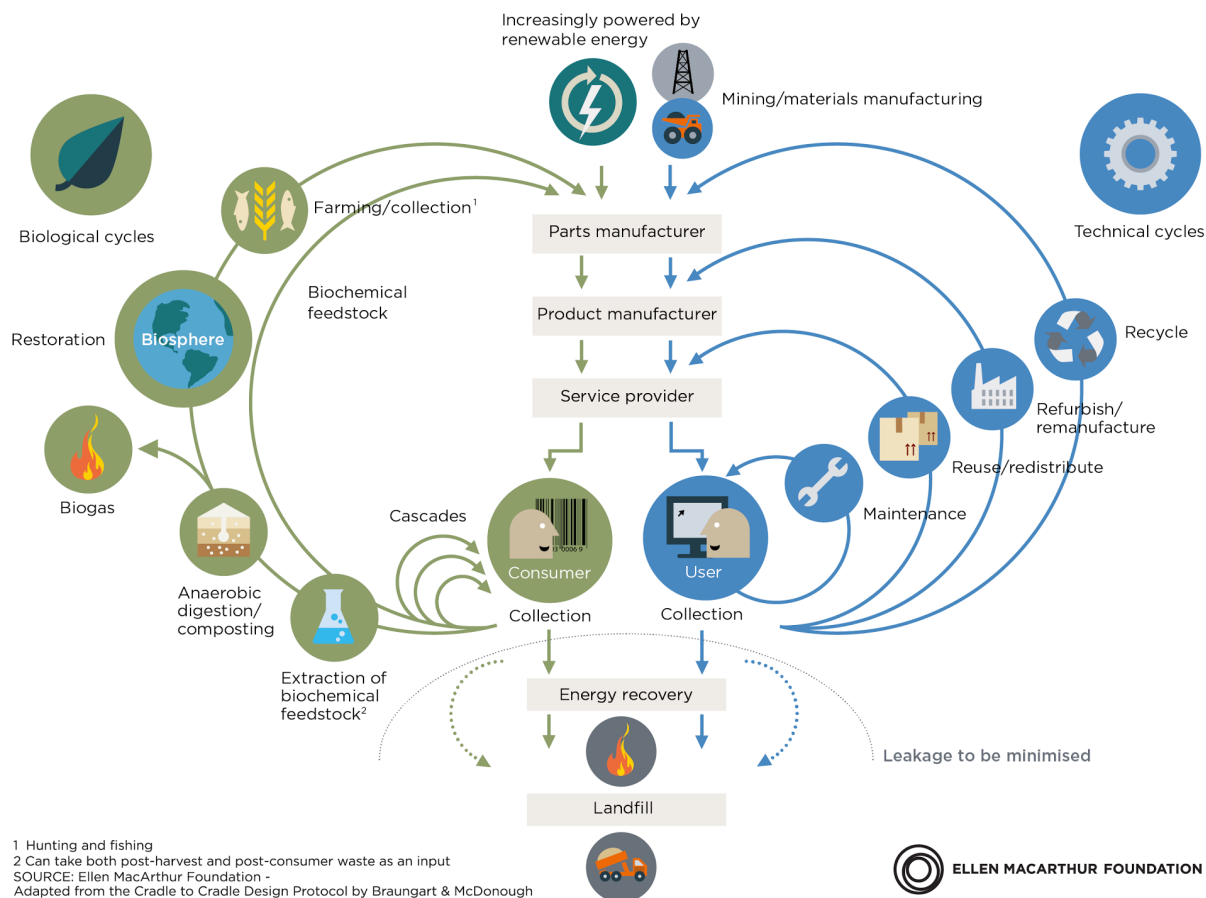 Increasingly powered by
renewable energy
Mining/materials manufacturing
Biological cycles
Farming/collection¹
Parts manufacturer
Technical cycles
Biochemical
feedstock
Product manufacturer
Restoration
Biosphere
Recycle
Service provider
Refurbish/
remanufacture
Reuse/redistribute
Biogas
Cascades
Maintenance
03 0006 9
Consumer
User
Anaerobic
digestion/
composting
Collection
Collection
Extraction of
biochemical
feedstock²
Energy recovery
Leakage to be minimised
Landfill
1 Hunting and fishing
2 Can take both post-harvest and post-consumer waste as an input
SOURCE: Ellen MacArthur Foundation -
Adapted from the Cradle to Cradle Design Protocol by Braungart & McDonough
ELLEN MACARTHUR FOUNDATION